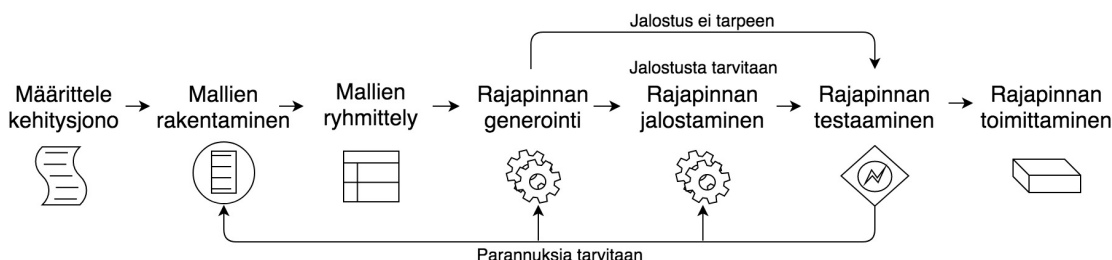 Jalostus ei tarpeen
Määrittele
kehitysjono
Mallien
rakentaminen
Mallien
ryhmittely
Rajapinnan
generointi
Jalostusta tarvitaan
Rajapinnan
jalostaminen
Rajapinnan
testaaminen
Rajapinnan
toimittaminen
Parannuksia tarvitaan